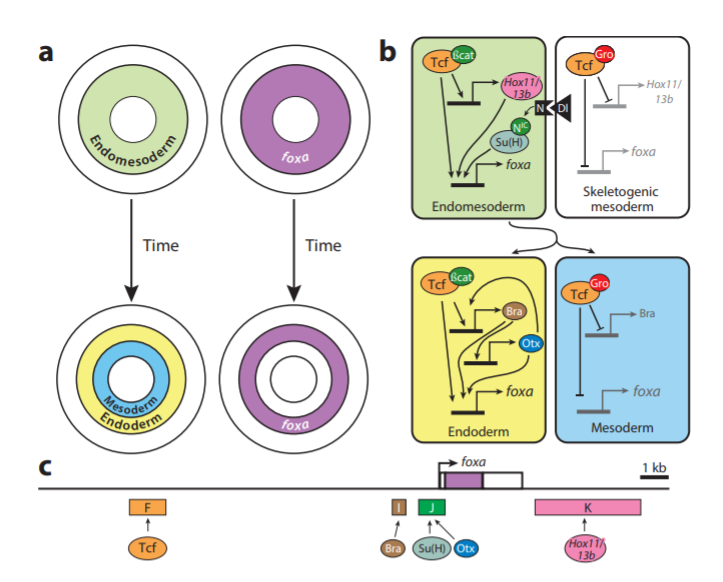 a
Endomesoderm
foxa
Time
Time
Mesoderm
Endoderm
foxa
b
Tcf
βcat
Hox11/
13b
N
Dl
N^IC
Su(H)
foxa
Endomesoderm
Tcf
Gro
Hox11/
13b
foxa
Skeletogenic
mesoderm
Tcf
βcat
Bra
Otx
foxa
Endoderm
Tcf
Gro
Bra
foxa
Mesoderm
c
foxa
1 kb
F
I
J
K
Tcf
Bra
Su(H)
Otx
Hox11/
13b